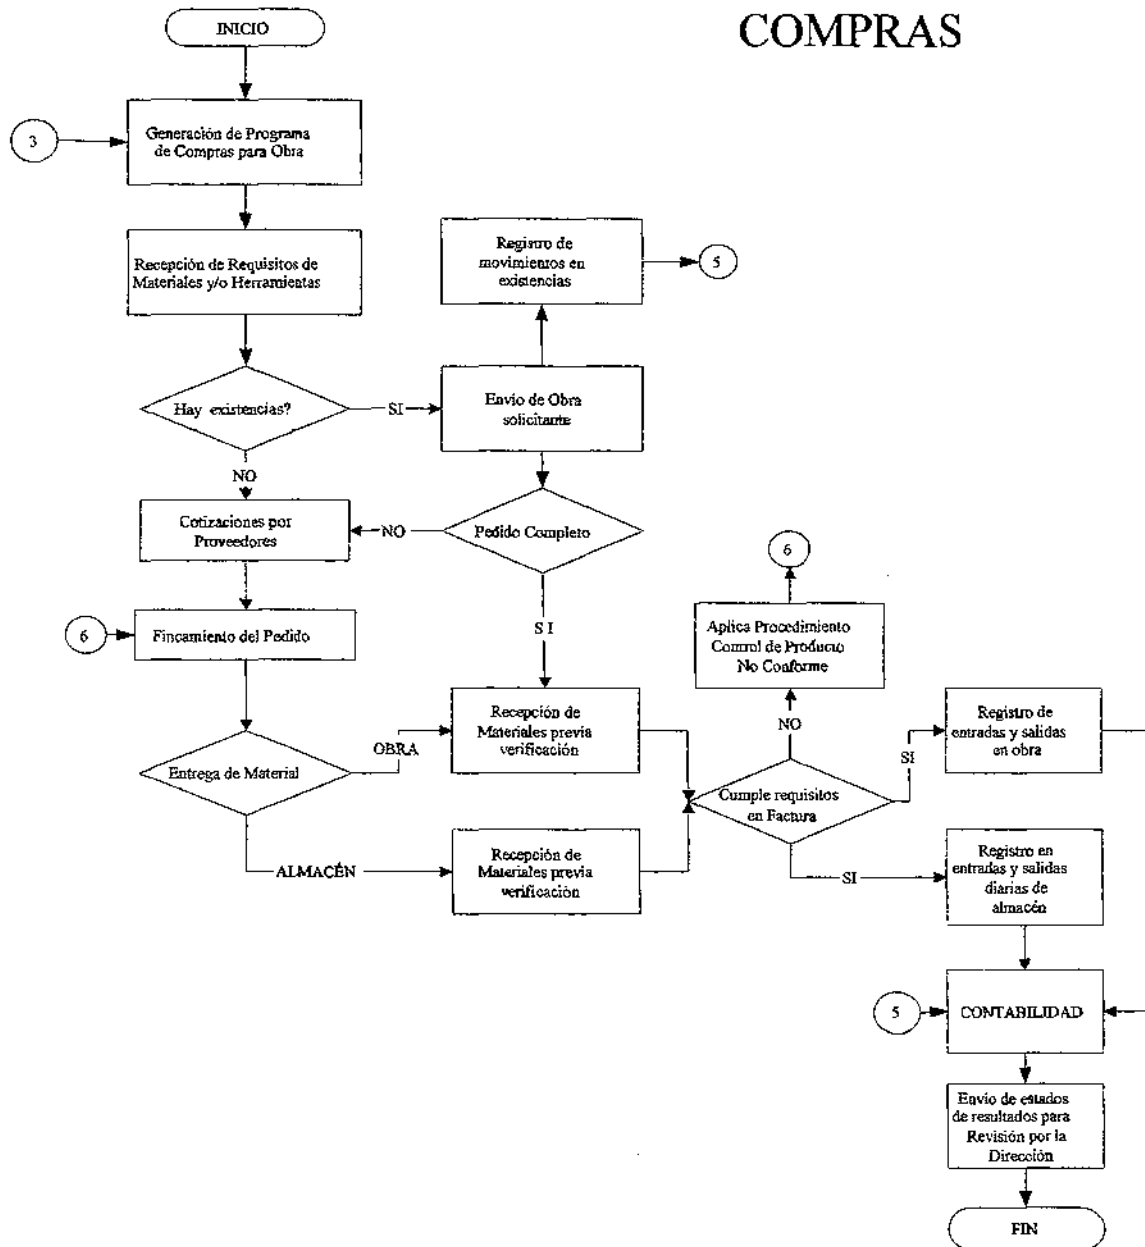 COMPRAS
INICIO
3
Generación de Programa
de Compras para Obra
Recepción de Requisitos de
Materiales y/o Herramientas
Registro de
movimientos en
existencias
5
Hay existencias?
SI
Envío de Obra
solicitante
NO
Cotizaciones por
Proveedores
NO
Pedido Completo
6
6
Fincamiento del Pedido
SI
Aplica Procedimiento
Control de Producto
No Conforme
Entrega de Material
OBRA
Recepción de
Materiales previa
verificación
NO
Registro de
entradas y salidas
en obra
SI
Cumple requisitos
en Factura
ALMACÉN
Recepción de
Materiales previa
verificación
SI
Registro en
entradas y salidas
diarias de
almacén
5
CONTABILIDAD
Envío de estados
de resultados para
Revisión por la
Dirección
FIN